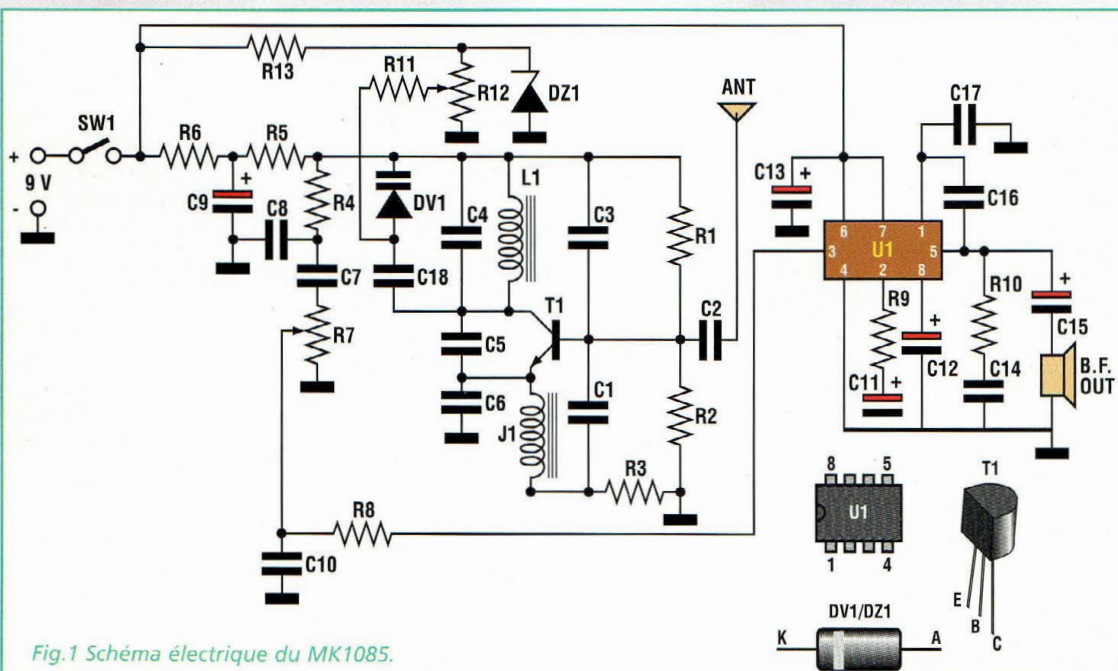 R13
R11
R12
DZ1
ANT
C17
SW1
R6
R5
+
9 V
-
C9
+
C8
R4
DV1
C4
L1
C3
R1
C13
+
C16
6
7
1
3
U1
5
4
2
8
C7
C18
T1
C2
R9
R10
+
+
C15
R7
C5
C12
C14
B.F.
OUT
C11
+
C6
J1
C1
R2
R3
R8
C10
8
5
U1
1
4
T1
E
B
C
DV1/DZ1
K
A
Fig.1 Schéma électrique du MK1085.